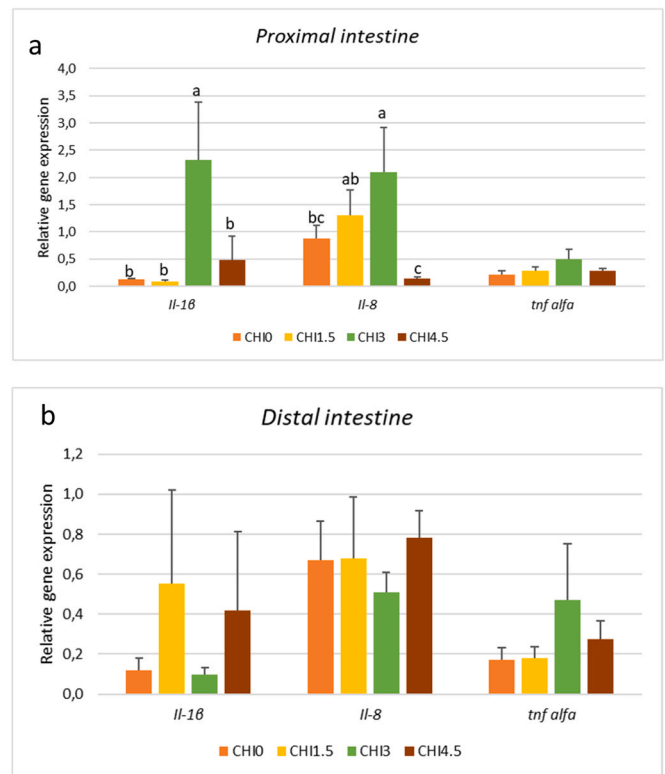 a
Proximal intestine
Relative gene expression
4,0
3,5
3,0
2,5
2,0
1,5
1,0
0,5
0,0
a
a
ab
bc
b
b
b
c
Il-1β Il-8 tnf alfa
CHI0 CHI1.5 CHI3 CHI4.5
b
Distal intestine
Relative gene expression
1,2
1,0
0,8
0,6
0,4
0,2
0,0
Il-1β Il-8 tnf alfa
CHI0 CHI1.5 CHI3 CHI4.5